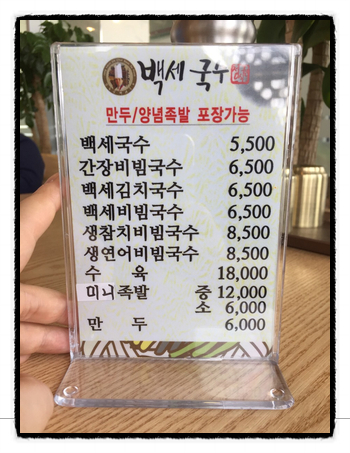 백세국수
만두/양념족발 포장가능
백세국수 5,500
간장비빔국수 6,500
백세김치국수 6,500
백세비빔국수 6,500
생참치비빔국수 8,500
생연어비빔국수 8,500
수 육 18,000
미니족발 중 12,000
소 6,000
만 두 6,000